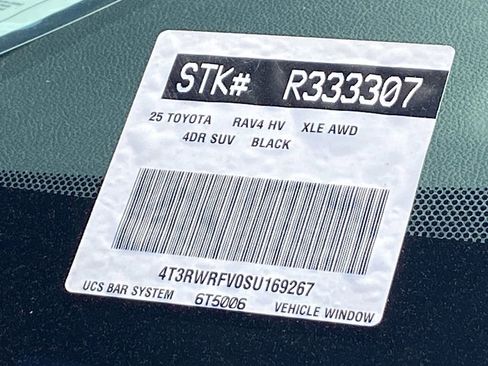 STK# R333307
25 TOYOTA RAV4 HV XLE AWD
4DR SUV BLACK
4T3RWRFV0SU169267
UCS BAR SYSTEM 6T5006 VEHICLE WINDOW